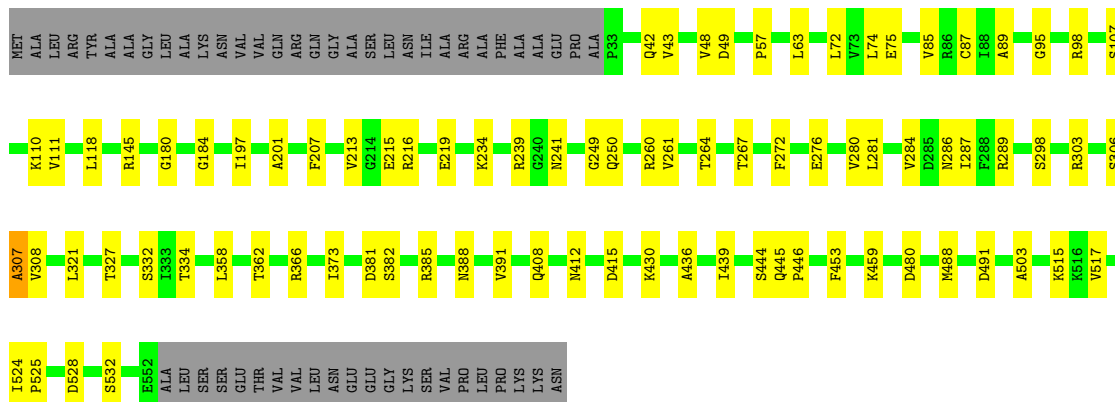 MET ALA LEU ARG TYR ALA ALA GLY LEU ALA LYS ASN VAL VAL GLN ARG GLN GLY ALA SER LEU ASN ILE ALA ARG ALA PHE ALA ALA GLU PRO ALA P33 Q42 V43 V48 D49 P57 L63 L72 V73 L74 E75 V85 R86 C87 I88 A89 G95 R98 S107
K110 V111 L118 R145 G180 G184 I197 A201 F207 V213 G214 E215 R216 E219 K234 R239 G240 N241 G249 Q250 R260 V261 T264 T267 F272 E276 V280 L281 V284 D285 N286 I287 F288 R289 S298 R303 S306
A307 V308 L321 T327 S332 I333 T334 L358 T362 R366 I373 D381 S382 R385 N388 V391 Q408 N412 D415 K430 A436 I439 S444 Q445 P446 F453 K459 D480 M488 D491 A503 K515 K516 V517
I524 P525 D528 S532 E552 ALA LEU SER SER GLU THR VAL VAL LEU ASN GLU GLU GLY LYS SER VAL PRO LEU PRO LYS LYS ASN